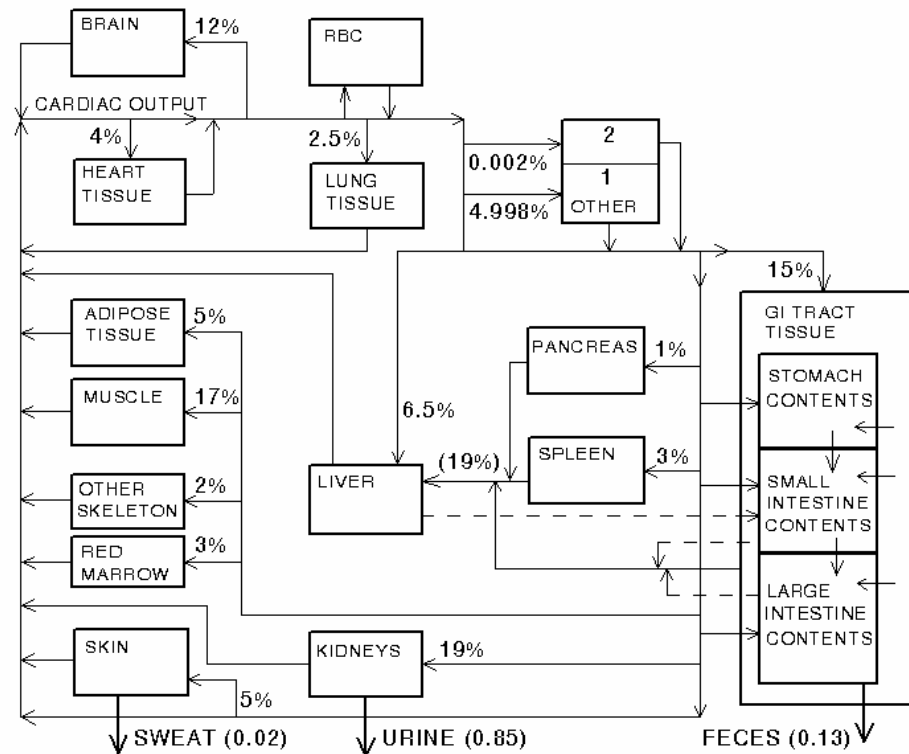 BRAIN
12%
RBC
CARDIAC OUTPUT
4%
2.5%
HEART
TISSUE
LUNG
TISSUE
2
0.002%
1
4.998%
OTHER
15%
GI TRACT
TISSUE
ADIPOSE
TISSUE
5%
PANCREAS
1%
STOMACH
CONTENTS
MUSCLE
17%
6.5%
SPLEEN
3%
(19%)
LIVER
SMALL
INTESTINE
CONTENTS
OTHER
SKELETON
2%
RED
MARROW
3%
LARGE
INTESTINE
CONTENTS
SKIN
5%
KIDNEYS
19%
SWEAT (0.02)
URINE (0.85)
FECES (0.13)